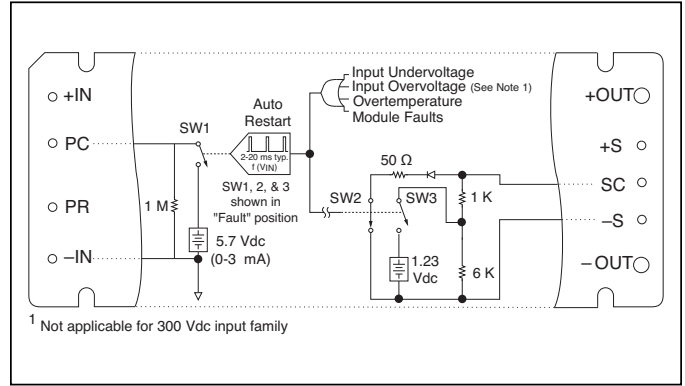 +IN
PC
PR
–IN
1 M
SW1
5.7 Vdc
(0-3 mA)
Auto
Restart
2-20 ms typ.
f (VIN)
SW1, 2, & 3
shown in
"Fault" position
Input Undervoltage
Input Overvoltage (See Note 1)
Overtemperature
Module Faults
50 Ω
SW2
SW3
1 K
1.23
Vdc
6 K
+OUT
+S
SC
–S
–OUT
1 Not applicable for 300 Vdc input family